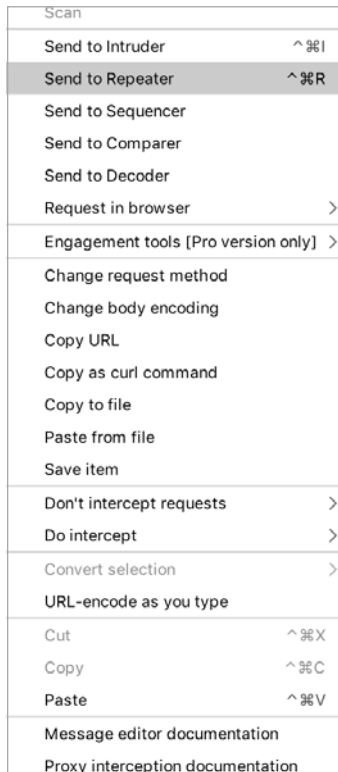 Scan
Send to Intruder ^⌘I
Send to Repeater ^⌘R
Send to Sequencer
Send to Comparer
Send to Decoder
Request in browser >
Engagement tools [Pro version only] >
Change request method
Change body encoding
Copy URL
Copy as curl command
Copy to file
Paste from file
Save item
Don't intercept requests >
Do intercept >
Convert selection >
URL-encode as you type
Cut ^⌘X
Copy ^⌘C
Paste ^⌘V
Message editor documentation
Proxy interception documentation